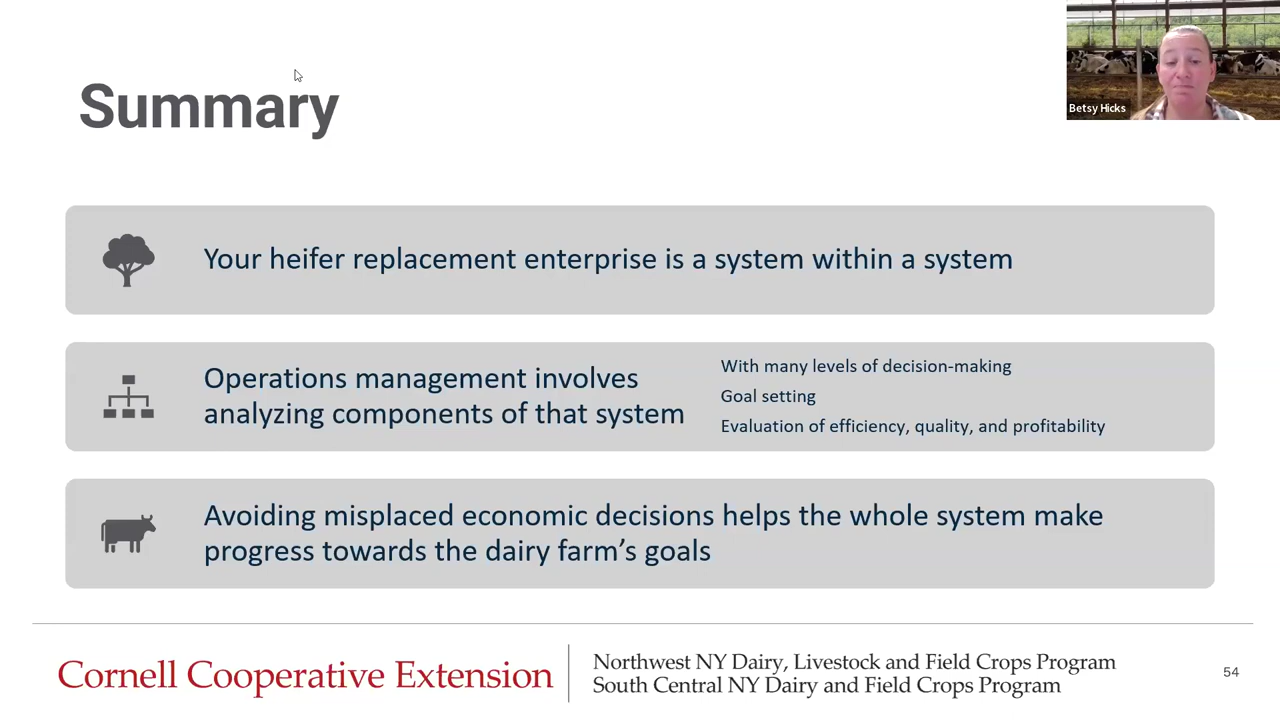 Betsy Hicks
Summary
Your heifer replacement enterprise is a system within a system
Operations management involves
analyzing components of that system
With many levels of decision-making
Goal setting
Evaluation of efficiency, quality, and profitability
Avoiding misplaced economic decisions helps the whole system make
progress towards the dairy farm's goals
Cornell Cooperative Extension
Northwest NY Dairy, Livestock and Field Crops Program
South Central NY Dairy and Field Crops Program
54